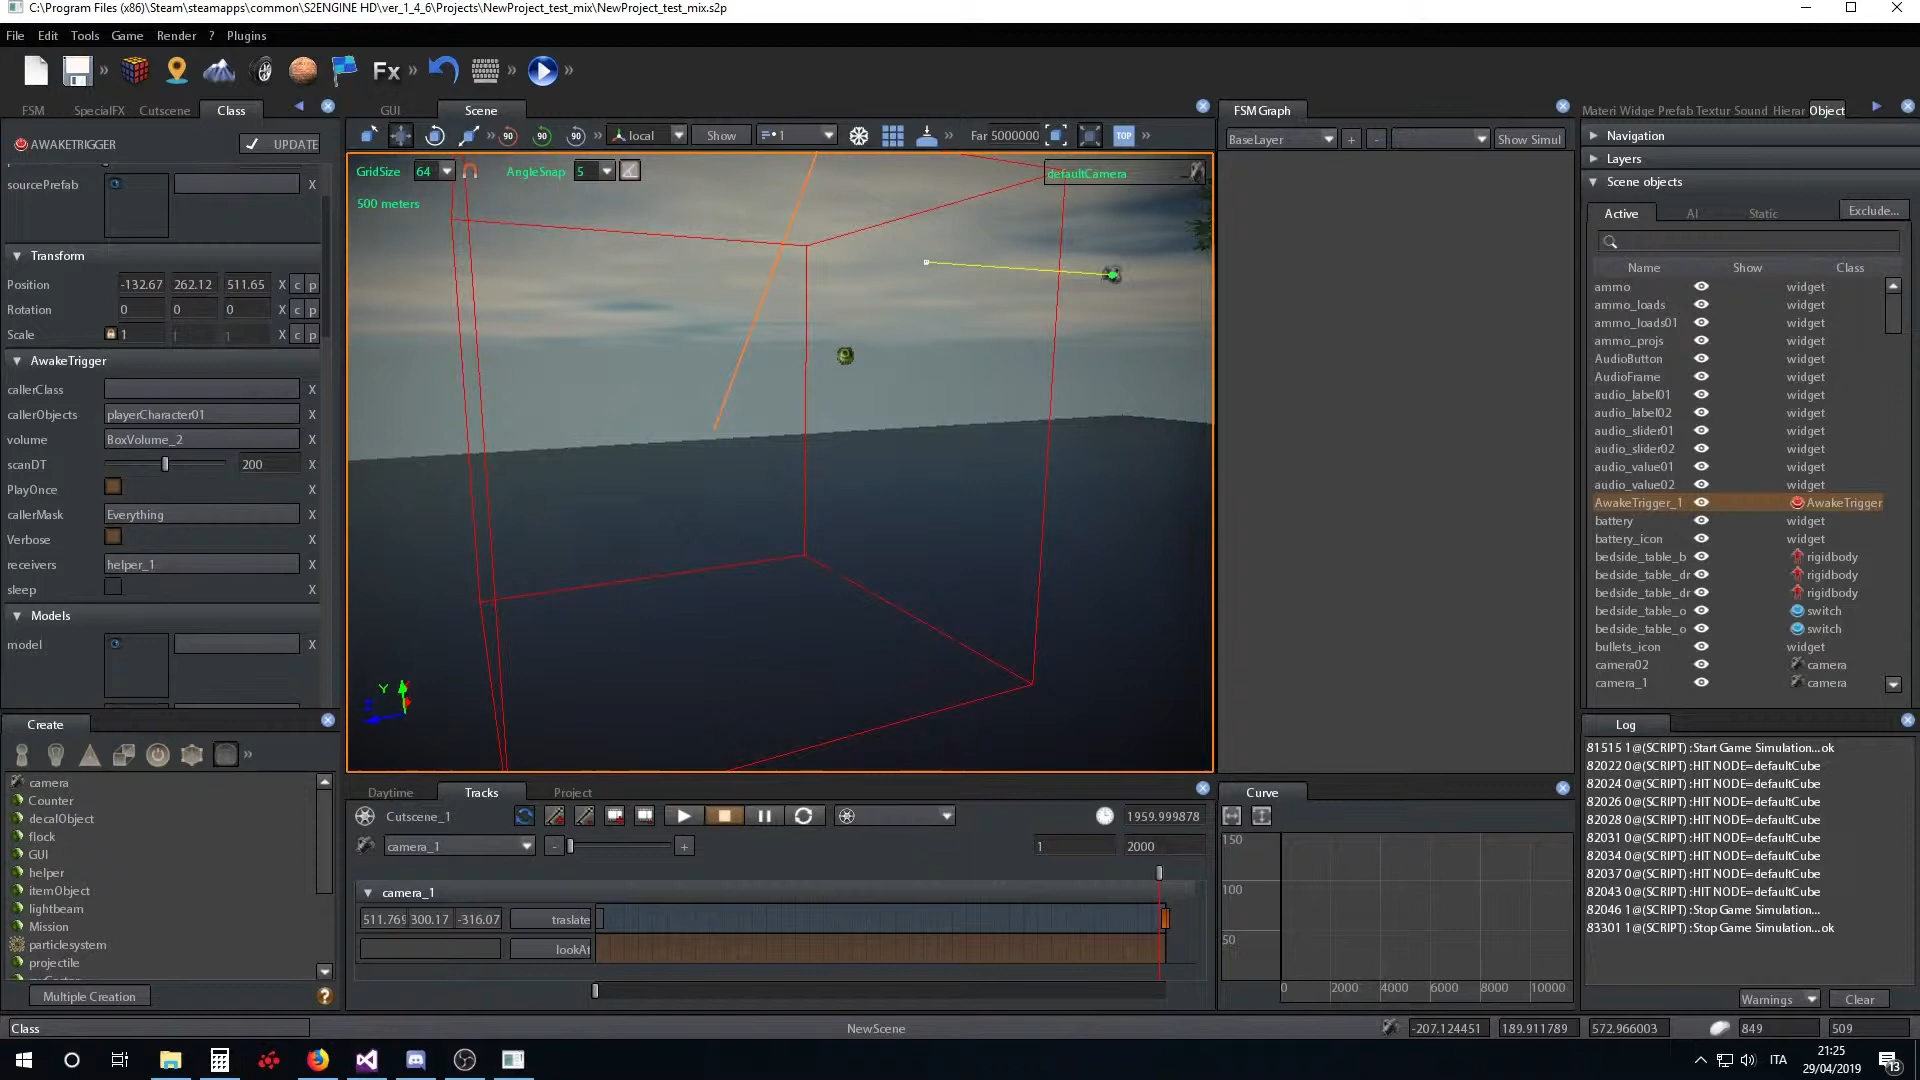 C:\Program Files (x86)\Steam\steamapps\common\S2ENGINE HD\ver_1_4_6\Projects\NewProject_test_mix\NewProject_test_mix.s2p
File Edit Tools Game Render ? Plugins
Fx
FSM SpecialFX Cutscene Class
GUI Scene
FSM Graph
Materi Widge Prefab Textur Sound Hierar Object
AWAKETRIGGER UPDATE
90 90 90 local Show 1 Far 5000000 TOP
BaseLayer + - Show Simul
Navigation
Layers
Scene objects
Active AI Static Exclude...
Name Show Class
ammo widget
ammo_loads widget
ammo_loads01 widget
ammo_projs widget
AudioButton widget
AudioFrame widget
audio_label01 widget
audio_label02 widget
audio_slider01 widget
audio_slider02 widget
audio_value01 widget
audio_value02 widget
AwakeTrigger_1 AwakeTrigger
battery widget
battery_icon widget
bedside_table_b rigidbody
bedside_table_dr rigidbody
bedside_table_dr rigidbody
bedside_table_o switch
bedside_table_o switch
bullets_icon widget
camera02 camera
camera_1 camera
sourcePrefab X
Transform
Position -132.67 262.12 511.65 X c p
Rotation 0 0 0 X c p
Scale 1 X c p
AwakeTrigger
callerClass X
callerObjects playerCharacter01 X
volume BoxVolume_2 X
scanDT 200 X
PlayOnce X
callerMask Everything X
Verbose X
receivers helper_1 X
sleep X
Models
model X
GridSize 64 AngleSnap 5 defaultCamera
500 meters
Y
Z
Create
camera
Counter
decalObject
flock
GUI
helper
itemObject
lightbeam
Mission
particlesystem
projectile
Multiple Creation ?
Daytime Tracks Project
Cutscene_1 1959.999878
camera_1 - + 1 2000
camera_1
511.769 300.17 -316.07 traslate
lookAt
Curve
150
100
50
0 2000 4000 6000 8000 10000
Log
81515 1@(SCRIPT) :Start Game Simulation...ok
82022 0@(SCRIPT) :HIT NODE=defaultCube
82024 0@(SCRIPT) :HIT NODE=defaultCube
82026 0@(SCRIPT) :HIT NODE=defaultCube
82028 0@(SCRIPT) :HIT NODE=defaultCube
82031 0@(SCRIPT) :HIT NODE=defaultCube
82034 0@(SCRIPT) :HIT NODE=defaultCube
82037 0@(SCRIPT) :HIT NODE=defaultCube
82043 0@(SCRIPT) :HIT NODE=defaultCube
82046 1@(SCRIPT) :Stop Game Simulation...
83301 1@(SCRIPT) :Stop Game Simulation...ok
Warnings Clear
Class NewScene -207.124451 189.911789 572.966003 849 509
ITA 21:25
29/04/2019 13